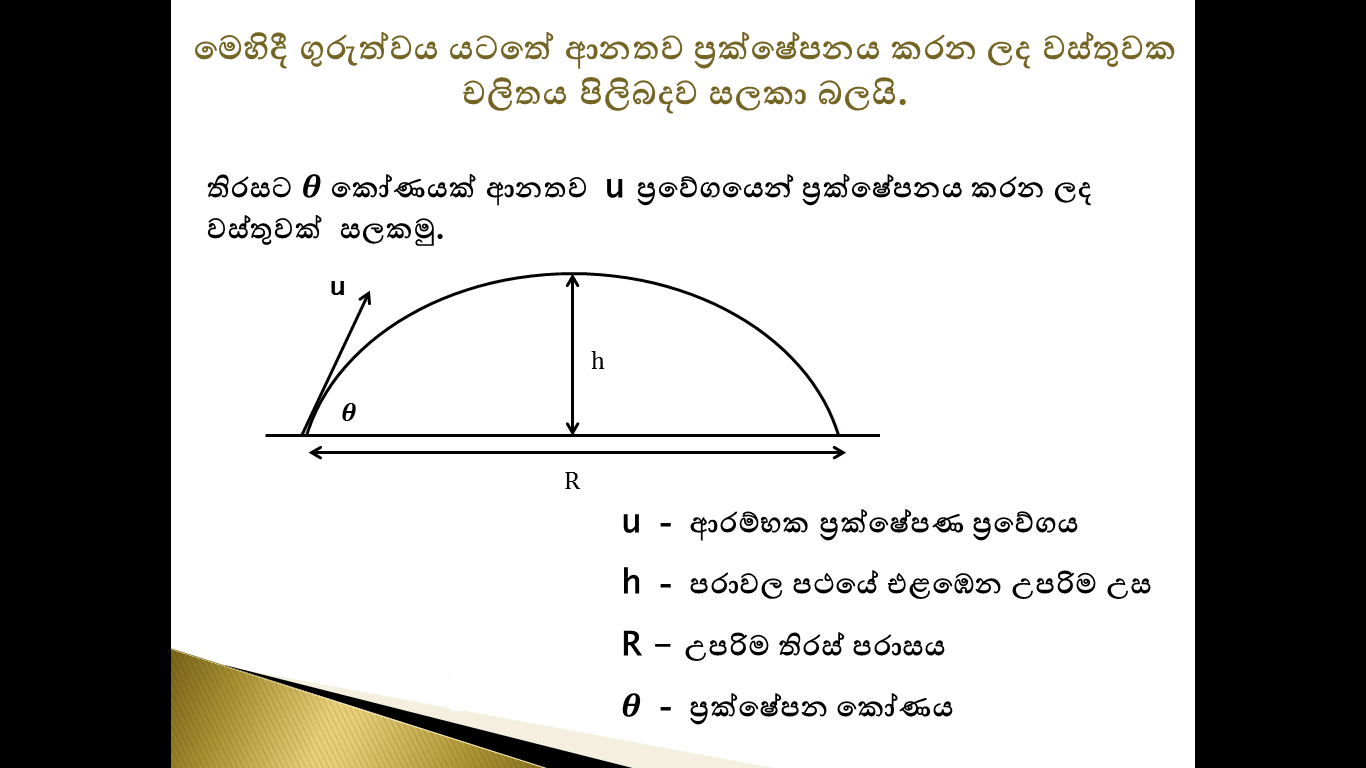 මෙහිදී ගුරුත්වය යටතේ ආනතව ප්‍රක්ෂේපනය කරන ලද වස්තුවක
චලිතය පිලිබදව සලකා බලයි.
තිරසට θ කෝණයක් ආනතව u ප්‍රවේගයෙන් ප්‍රක්ෂේපනය කරන ලද
වස්තුවක් සලකමු.
u
h
θ
R
u - ආරම්භක ප්‍රක්ෂේපණ ප්‍රවේගය
h - පරාවල පථයේ එළඹෙන උපරිම උස
R – උපරිම තිරස් පරාසය
θ - ප්‍රක්ෂේපන කෝණය